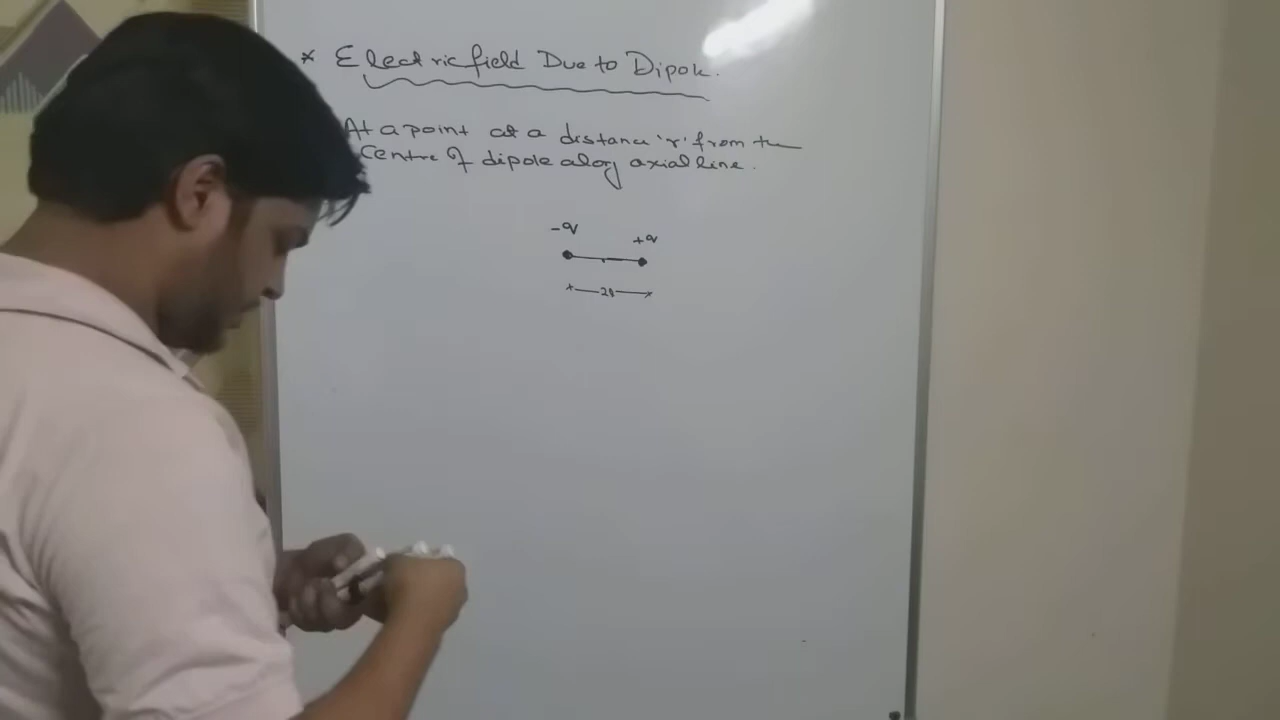 * Electric field Due to Dipole.
At a point at a distance 'r' from the
Centre of dipole along axial line.
-q
+q
2l